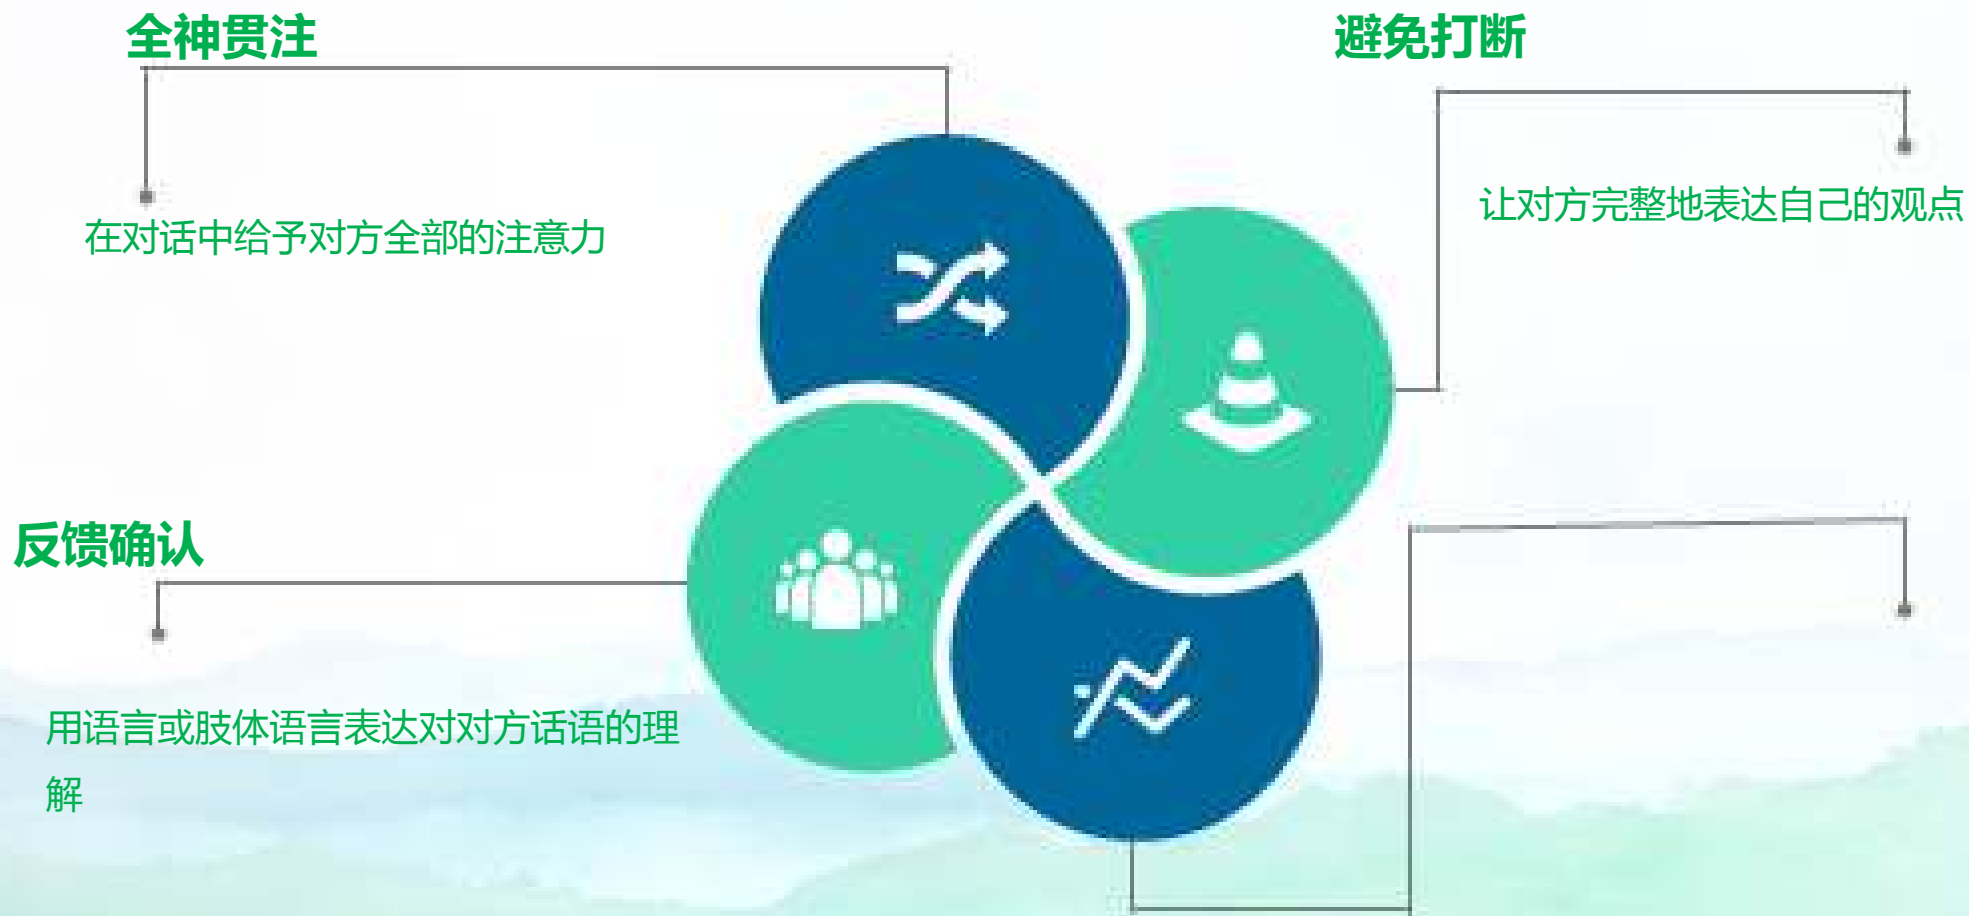 全神贯注
避免打断
在对话中给予对方全部的注意力
让对方完整地表达自己的观点
反馈确认
用语言或肢体语言表达对对方话语的理
解